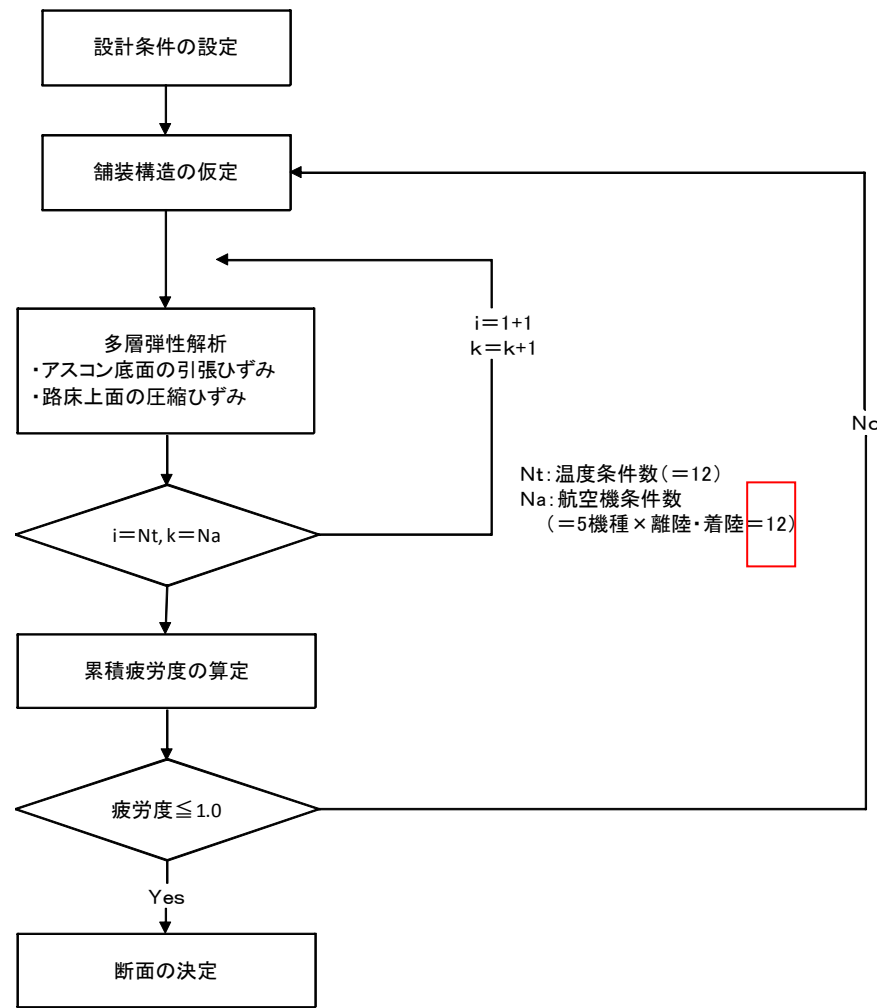 設計条件の設定
舗装構造の仮定
i＝1+1
k＝k+1
多層弾性解析
・アスコン底面の引張ひずみ
・路床上面の圧縮ひずみ
No
Nt：温度条件数（＝12）
Na：航空機条件数
（＝5機種×離陸・着陸＝12）
i＝Nt，k＝Na
累積疲労度の算定
疲労度≦1.0
Yes
断面の決定